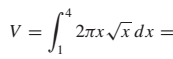 V = ∫₁⁴ 2πx√x dx =